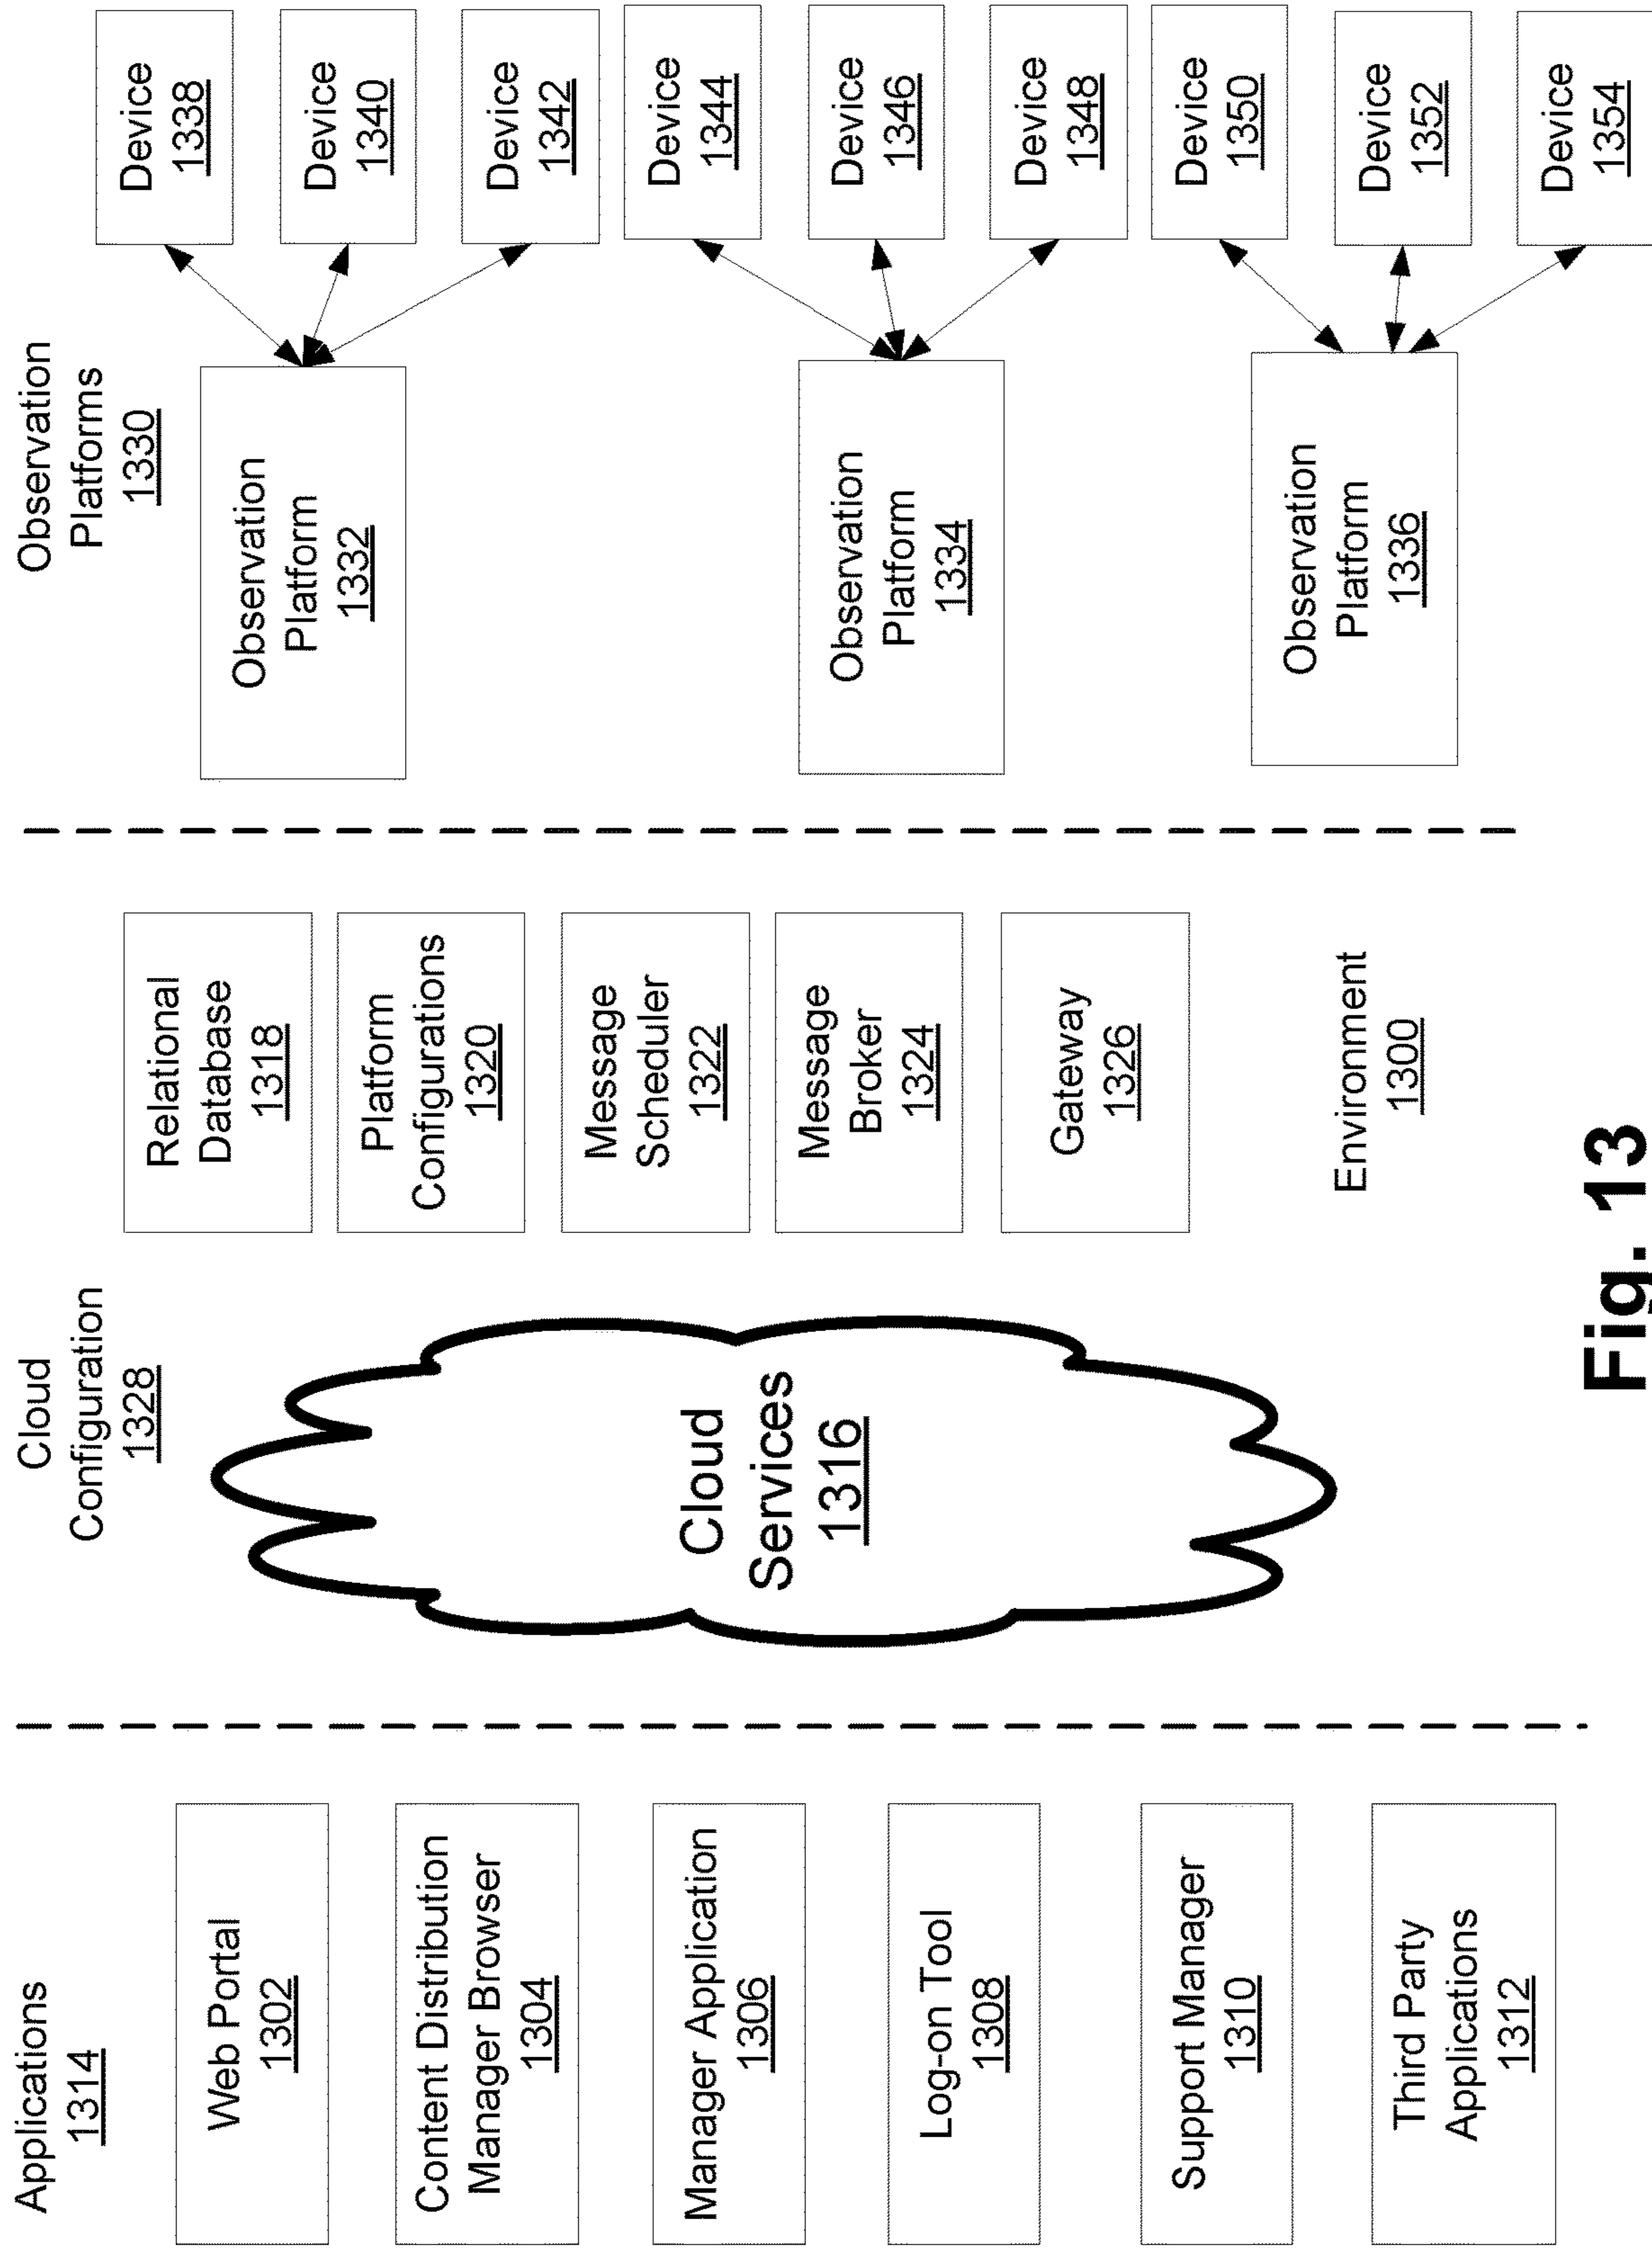 Applications
1314
Web Portal
1302
Content Distribution
Manager Browser
1304
Manager Application
1306
Log-on Tool
1308
Support Manager
1310
Third Party
Applications
1312
Cloud
Configuration
1328
Cloud
Services
1316
Relational
Database
1318
Platform
Configurations
1320
Message
Scheduler
1322
Message
Broker
1324
Gateway
1326
Environment
1300
Observation
Platforms
1330
Observation
Platform
1332
Observation
Platform
1334
Observation
Platform
1336
Device
1338
Device
1340
Device
1342
Device
1344
Device
1346
Device
1348
Device
1350
Device
1352
Device
1354
Fig. 13